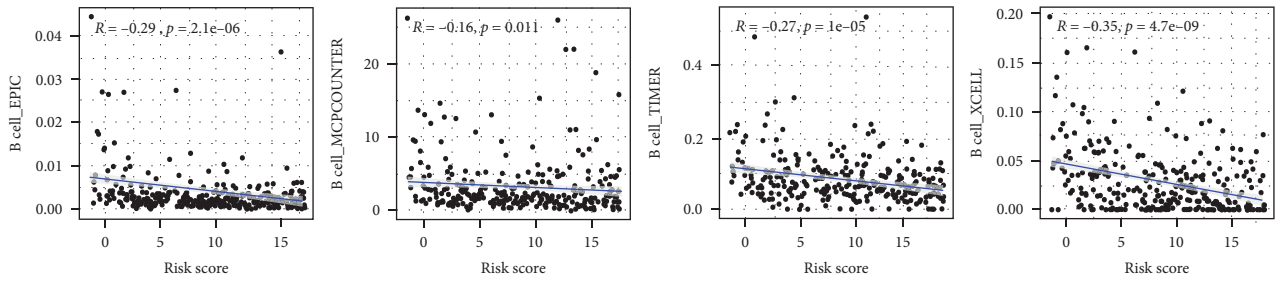 B cell_EPIC
R = −0.29 , p = 2.1e−06
0.04
0.03
0.02
0.01
0.00
0 5 10 15
Risk score
B cell_MCPCOUNTER
R = −0.16, p = 0.011
20
10
0
0 5 10 15
Risk score
B cell_TIMER
R = −0.27, p = 1e−05
0.4
0.2
0.0
0 5 10 15
Risk score
B cell_XCELL
R = −0.35, p = 4.7e−09
0.20
0.15
0.10
0.05
0.00
0 5 10 15
Risk score